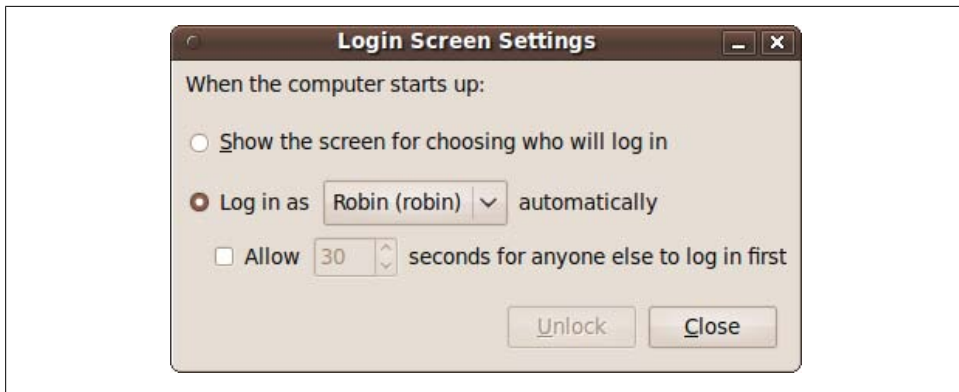 Login Screen Settings
When the computer starts up:
Show the screen for choosing who will log in
Log in as Robin (robin) automatically
Allow 30 seconds for anyone else to log in first
Unlock Close